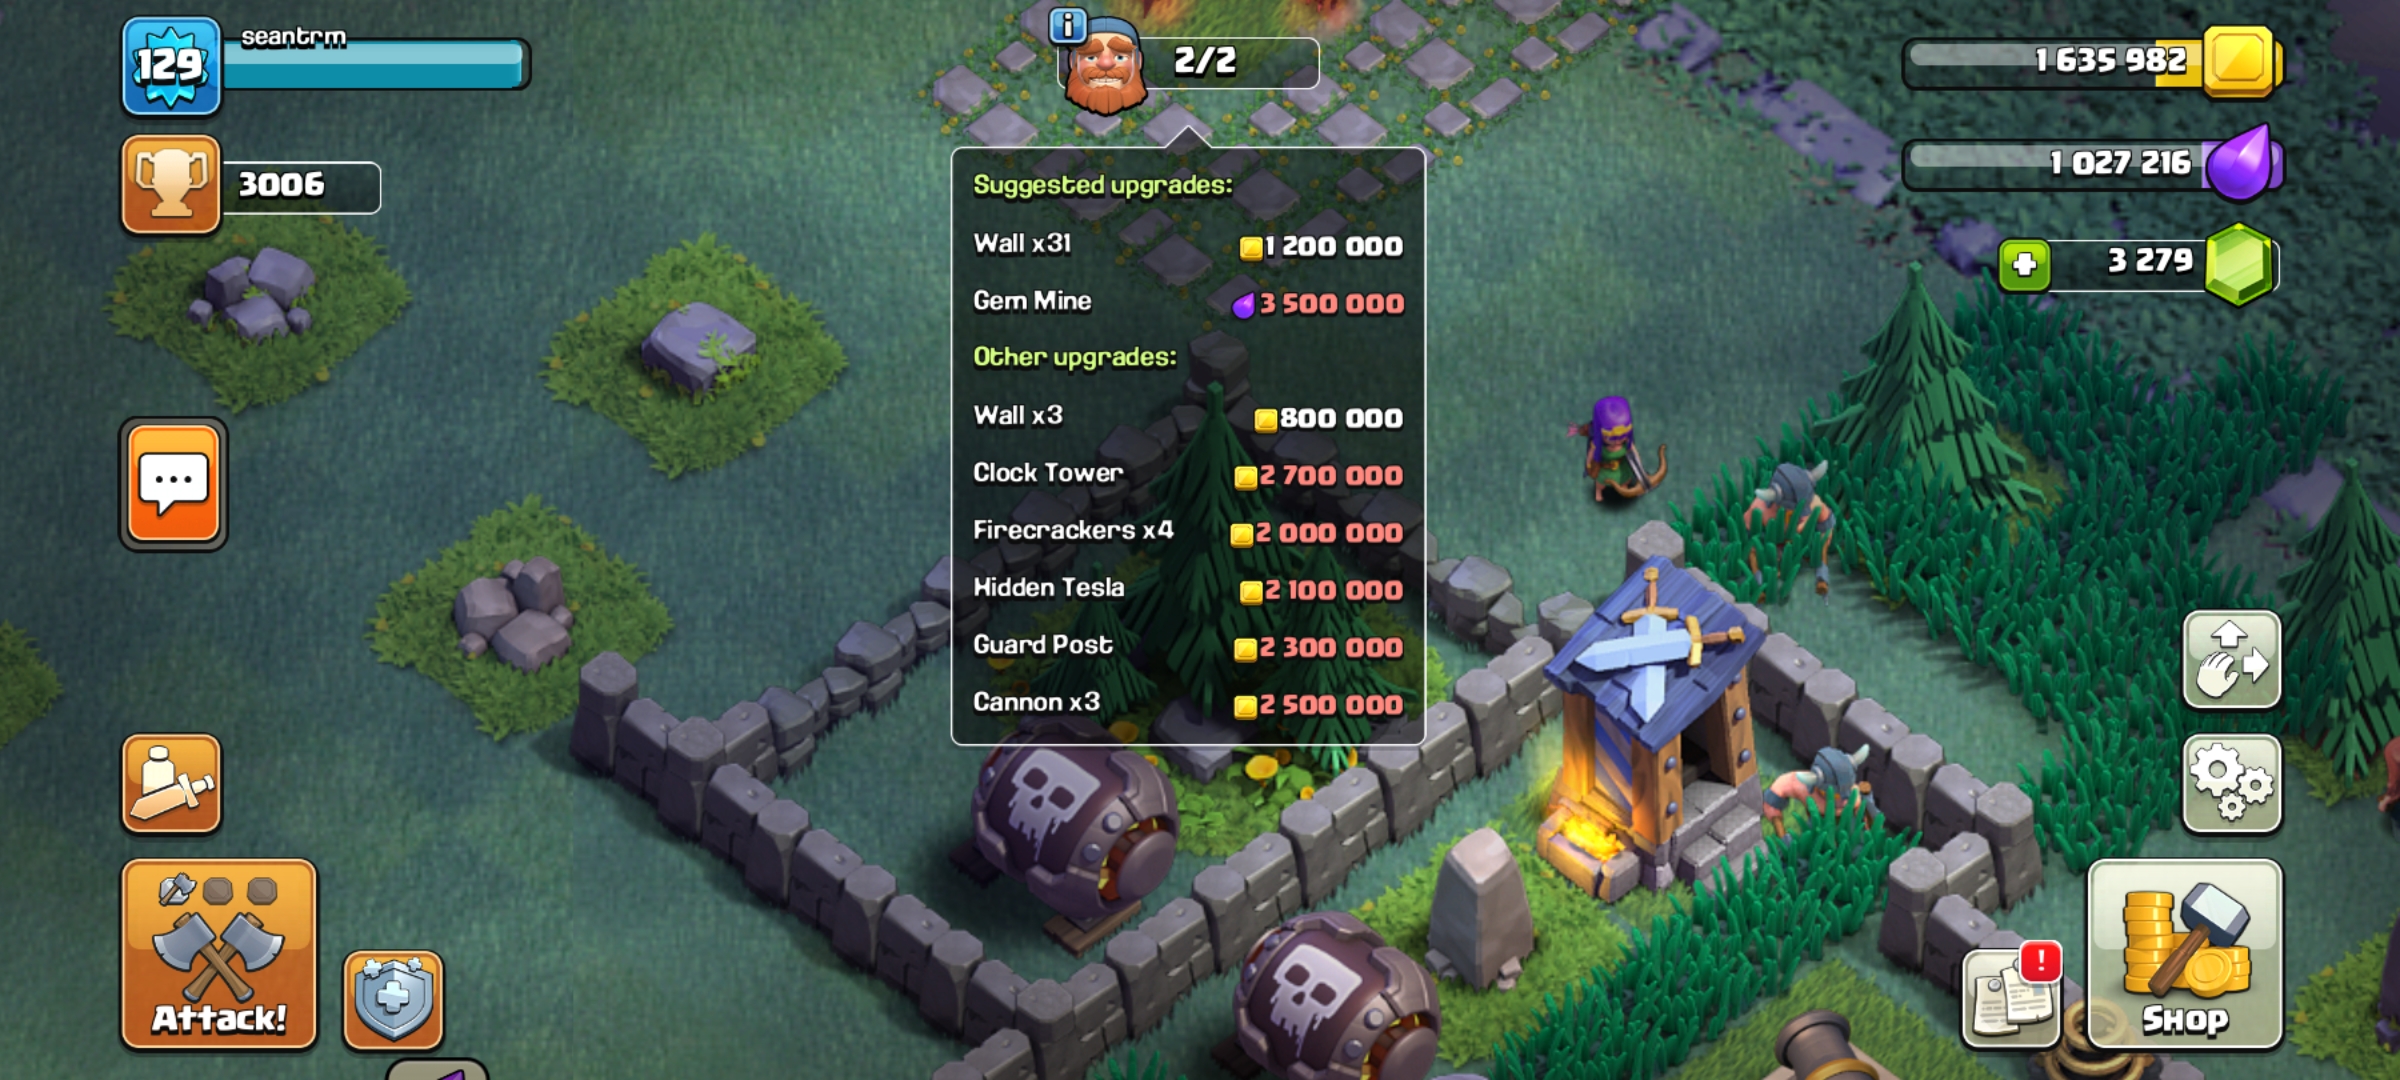 129
seantrm
2/2
1 635 982
3006
1 027 216
3 279
Suggested upgrades:
Wall x31 1 200 000
Gem Mine 3 500 000
Other upgrades:
Wall x3 800 000
Clock Tower 2 700 000
Firecrackers x4 2 000 000
Hidden Tesla 2 100 000
Guard Post 2 300 000
Cannon x3 2 500 000
Attack!
Shop